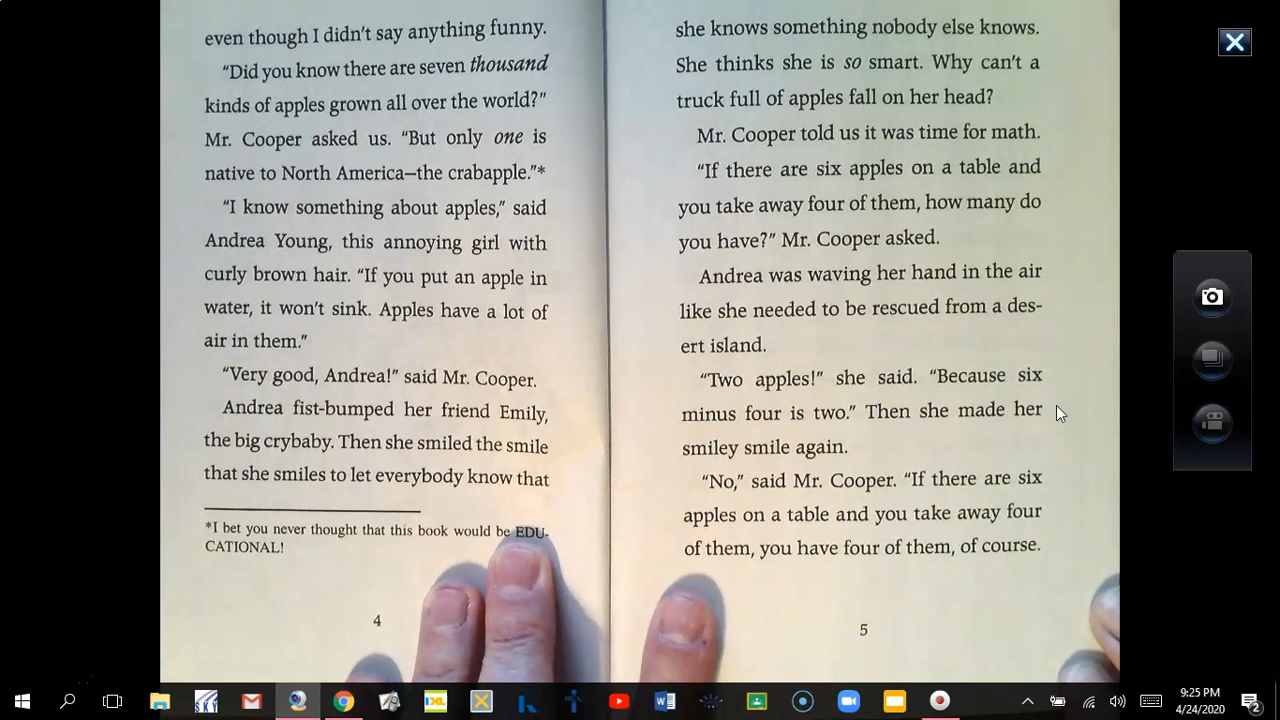 even though I didn't say anything funny.
"Did you know there are seven thousand
kinds of apples grown all over the world?"
Mr. Cooper asked us. "But only one is
native to North America—the crabapple."*
"I know something about apples," said
Andrea Young, this annoying girl with
curly brown hair. "If you put an apple in
water, it won't sink. Apples have a lot of
air in them."
"Very good, Andrea!" said Mr. Cooper.
Andrea fist-bumped her friend Emily,
the big crybaby. Then she smiled the smile
that she smiles to let everybody know that
*I bet you never thought that this book would be EDU-
CATIONAL!
4
she knows something nobody else knows.
She thinks she is so smart. Why can't a
truck full of apples fall on her head?
Mr. Cooper told us it was time for math.
"If there are six apples on a table and
you take away four of them, how many do
you have?" Mr. Cooper asked.
Andrea was waving her hand in the air
like she needed to be rescued from a des-
ert island.
"Two apples!" she said. "Because six
minus four is two." Then she made her
smiley smile again.
"No," said Mr. Cooper. "If there are six
apples on a table and you take away four
of them, you have four of them, of course.
5
IXL
9:25 PM
4/24/2020
2